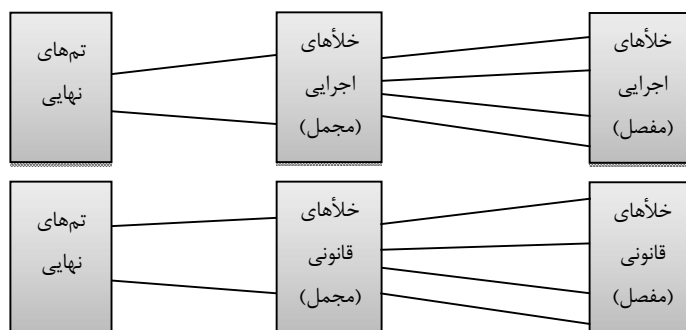 خلأهای
اجرایی
(مفصل)
خلأهای
اجرایی
(مجمل)
تم‌های
نهایی
خلأهای
قانونی
(مفصل)
خلأهای
قانونی
(مجمل)
تم‌های
نهایی